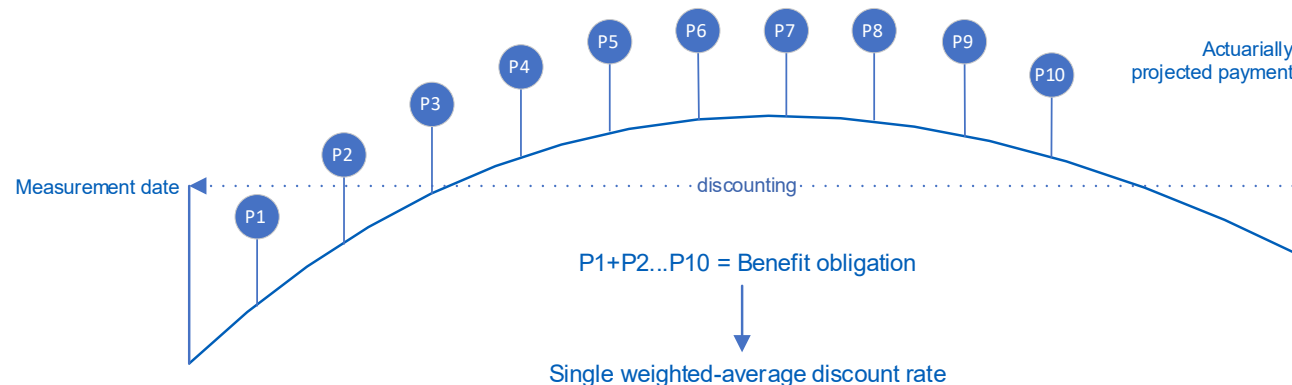 P1
P2
P3
P4
P5
P6
P7
P8
P9
P10
Actuarially
projected payment
Measurement date
discounting
P1+P2...P10 = Benefit obligation
Single weighted-average discount rate